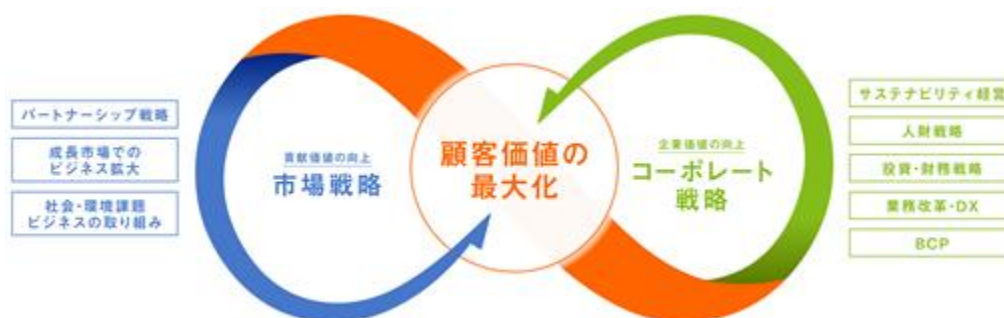 パートナーシップ戦略
成長市場での
ビジネス拡大
社会・環境課題
ビジネスの取り組み
貢献価値の向上
市場戦略
顧客価値の
最大化
企業価値の向上
コーポレート
戦略
サステナビリティ経営
人財戦略
投資・財務戦略
業務改革・DX
BCP